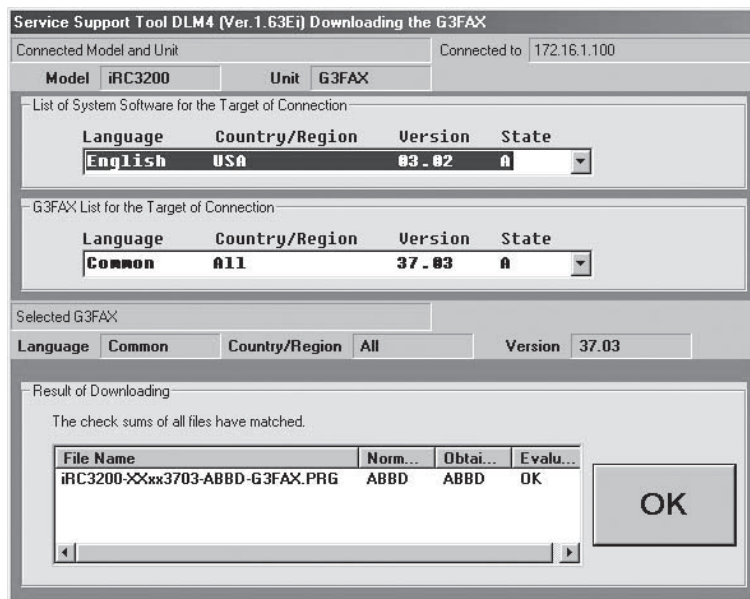 Service Support Tool DLM4 (Ver.1.63Ei) Downloading the G3FAX
Connected Model and Unit
Connected to 172.16.1.100
Model iRC3200 Unit G3FAX
List of System Software for the Target of Connection
Language Country/Region Version State
English USA 03.02 A
G3FAX List for the Target of Connection
Language Country/Region Version State
Common All 37.03 A
Selected G3FAX
Language Common Country/Region All Version 37.03
Result of Downloading
The check sums of all files have matched.
File Name Norm... Obtai... Evalu...
iRC3200-XXxx3703-ABBD-G3FAX.PRG ABBD ABBD OK
OK